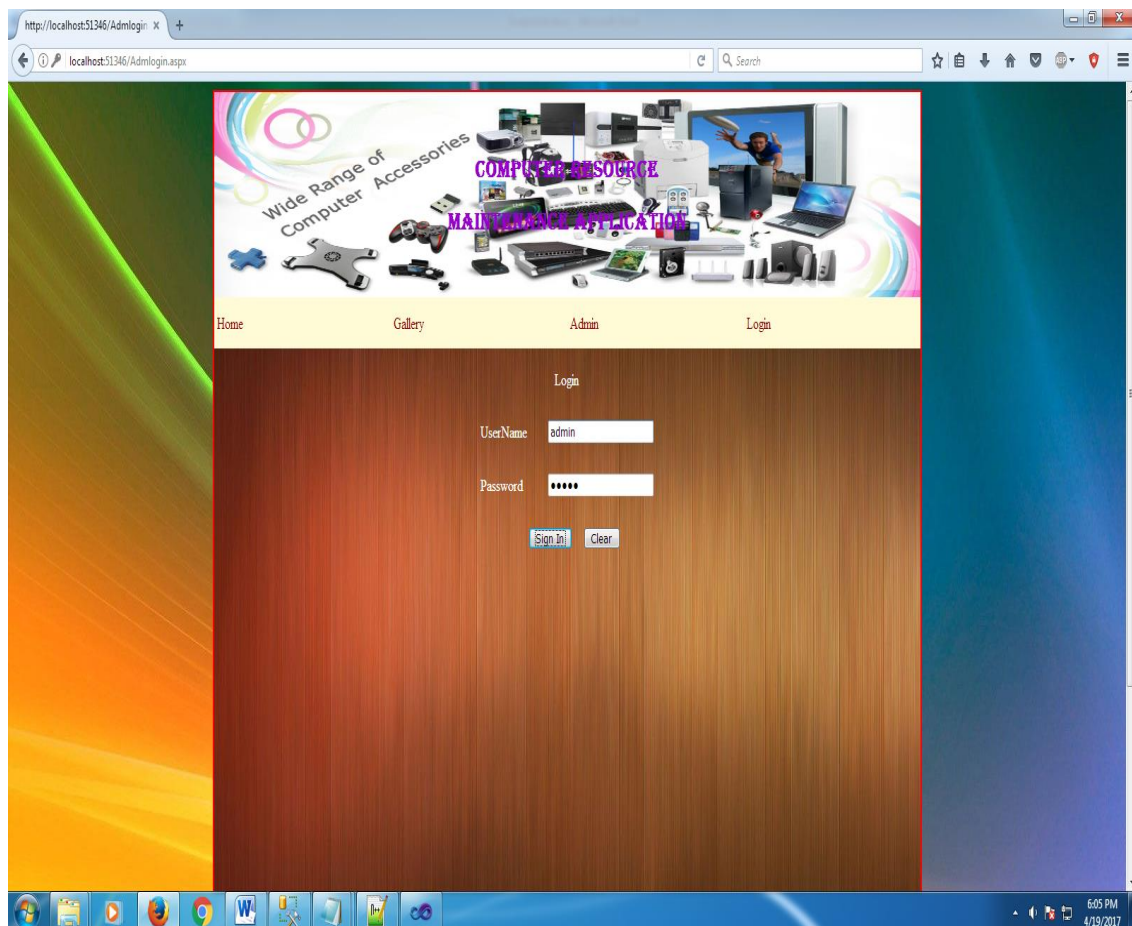 http://localhost:51346/Admlogin
localhost:51346/Admlogin.aspx
Search
ABP
Wide Range of
Computer Accessories
COMPUTER RESOURCE
MAINTENANCE APPLICATION
Home Gallery Admin Login
Login
UserName admin
Password •••••
Sign In Clear
6:05 PM
4/19/2017